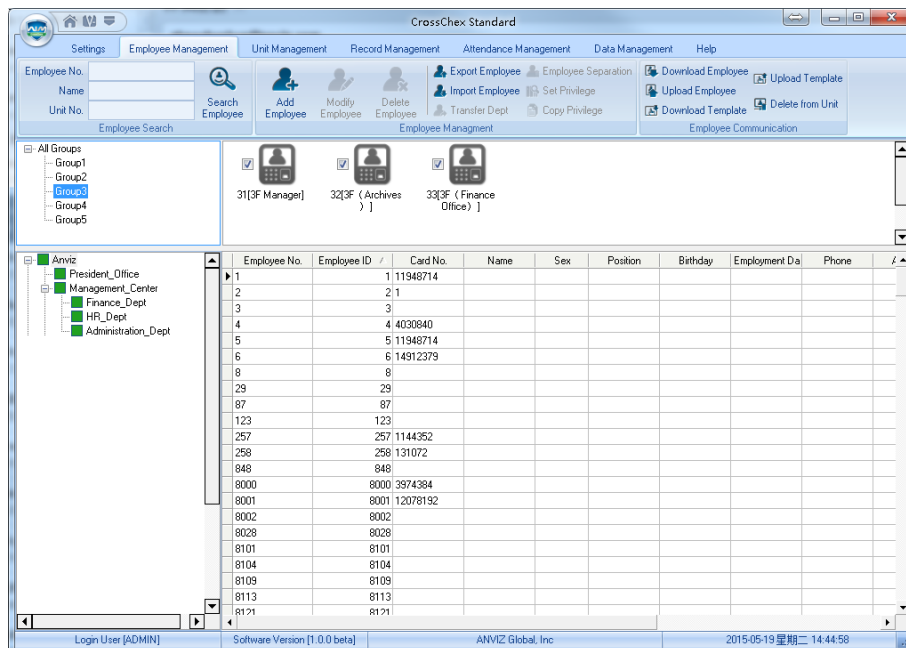 CrossChex Standard
Settings Employee Management Unit Management Record Management Attendance Management Data Management Help
Employee No.
Name
Unit No.
Search Employee
Employee Search
Add Employee
Modify Employee
Delete Employee
Export Employee
Import Employee
Transfer Dept
Employee Separation
Set Privilege
Copy Privilege
Employee Managment
Download Employee
Upload Employee
Download Template
Upload Template
Delete from Unit
Employee Communication
All Groups
Group1
Group2
Group3
Group4
Group5
31[3F Manager]
32[3F（Archives
）]
33[3F（Finance
Office）]
Anviz
President_Office
Management_Center
Finance_Dept
HR_Dept
Administration_Dept
Employee No. Employee ID / Card No. Name Sex Position Birthday Employment Da Phone
1 1 11948714
2 2 1
3 3
4 4 4030840
5 5 11948714
6 6 14912379
8 8
29 29
87 87
123 123
257 257 1144352
258 258 131072
848 848
8000 8000 3974384
8001 8001 12078192
8002 8002
8028 8028
8101 8101
8104 8104
8109 8109
8113 8113
8121 8121
Login User [ADMIN] Software Version [1.0.0 beta] ANVIZ Global, Inc 2015-05-19 星期二 14:44:58